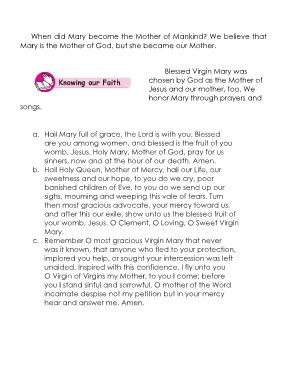 When did Mary become the Mother of Mankind? We believe that
Mary is the Mother of God, but she became our Mother.
Knowing our Faith
Blessed Virgin Mary was
chosen by God as the Mother of
Jesus and our mother, too. We
honor Mary through prayers and
songs.
a. Hail Mary full of grace, the Lord is with you. Blessed
are you among women, and blessed is the fruit of you
womb, Jesus. Holy Mary, Mother of God, pray for us
sinners, now and at the hour of our death. Amen.
b. Hail Holy Queen, Mother of Mercy, hail our Life, our
sweetness and our hope, to you do we cry, poor
banished children of Eve, to you do we send up our
sighs, mourning and weeping this vale of tears. Turn
then most gracious advocate, your mercy toward us,
and after this our exile, show unto us the blessed fruit of
your womb, Jesus. O Clement, O Loving, O Sweet Virgin
Mary.
c. Remember O most gracious Virgin Mary that never
was it known, that anyone who fled to your protection,
implored you help, or sought your intercession was left
unaided. Inspired with this confidence, I fly unto you
O Virgin of Virgins my Mother, to you I come; before
you I stand sinful and sorrowful. O mother of the Word
incarnate despise not my petition but in your mercy
hear and answer me. Amen.